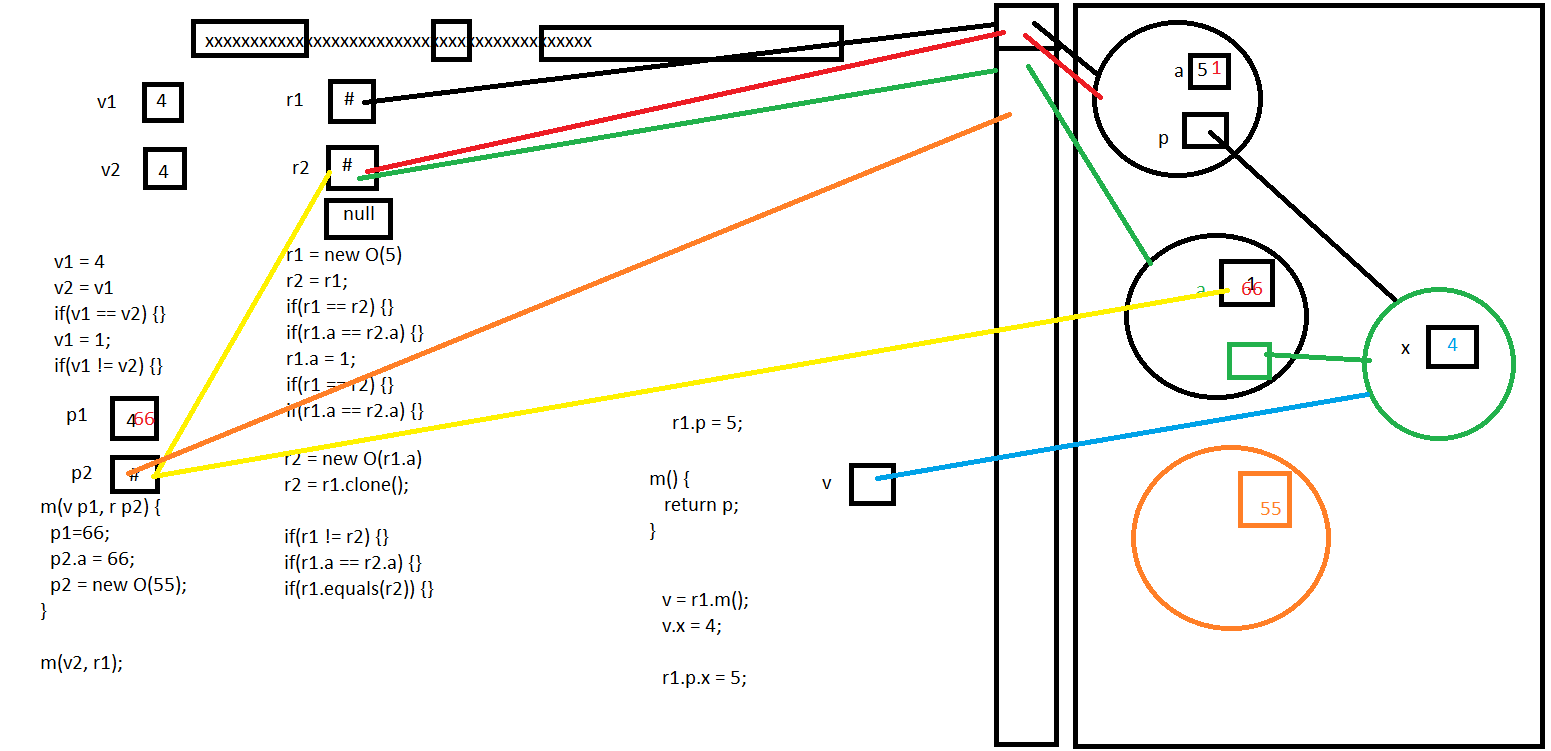 xxxxxxxxxxxxxxxxxxxxxxxxxxxxxxxxxxxxxxxxxxx
v1 4
r1 #
v2 4
r2 #
null
v1 = 4
v2 = v1
if(v1 == v2) {}
v1 = 1;
if(v1 != v2) {}
p1 4 66
p2 #
m(v p1, r p2) {
p1=66;
p2.a = 66;
p2 = new O(55);
}
m(v2, r1);
r1 = new O(5)
r2 = r1;
if(r1 == r2) {}
if(r1.a == r2.a) {}
r1.a = 1;
if(r1 == r2) {}
if(r1.a == r2.a) {}
r2 = new O(r1.a)
r2 = r1.clone();
if(r1 != r2) {}
if(r1.a == r2.a) {}
if(r1.equals(r2)) {}
r1.p = 5;
m() {
return p;
}
v
v = r1.m();
v.x = 4;
r1.p.x = 5;
a 5 1
p
a 1 66
x 4
55